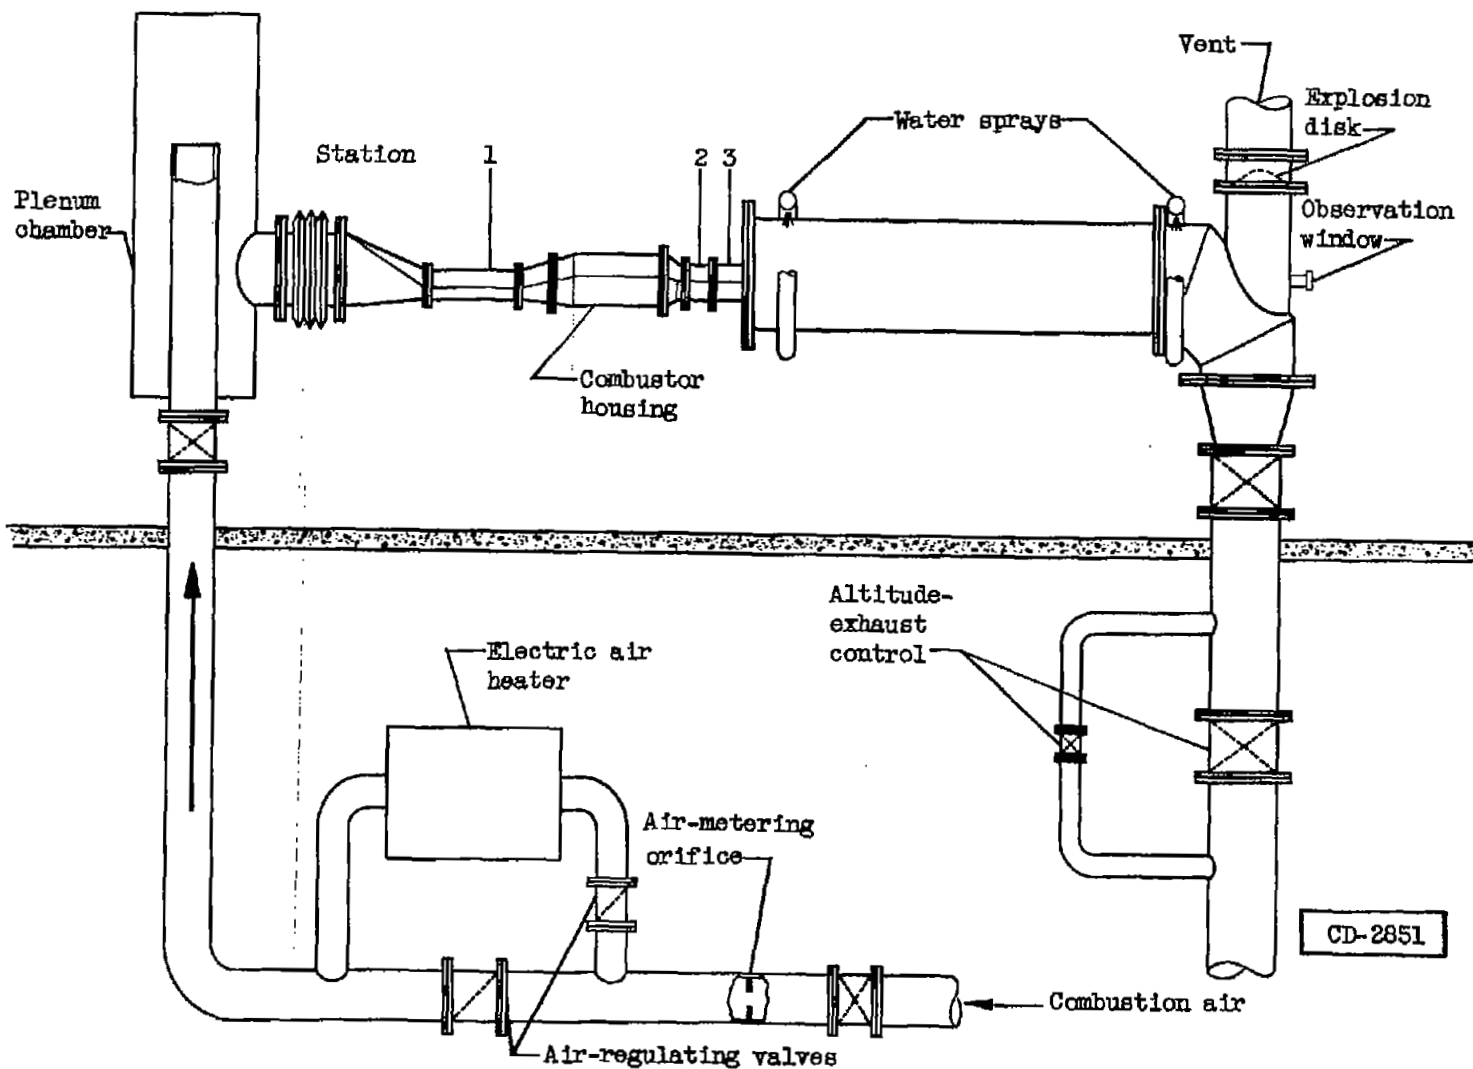 Vent
Explosion
disk
Water sprays
Station 1 2 3
Plenum
chamber
Observation
window
Combustor
housing
Altitude-
exhaust
control
Electric air
heater
Air-metering
orifice
CD-2851
Combustion air
Air-regulating valves